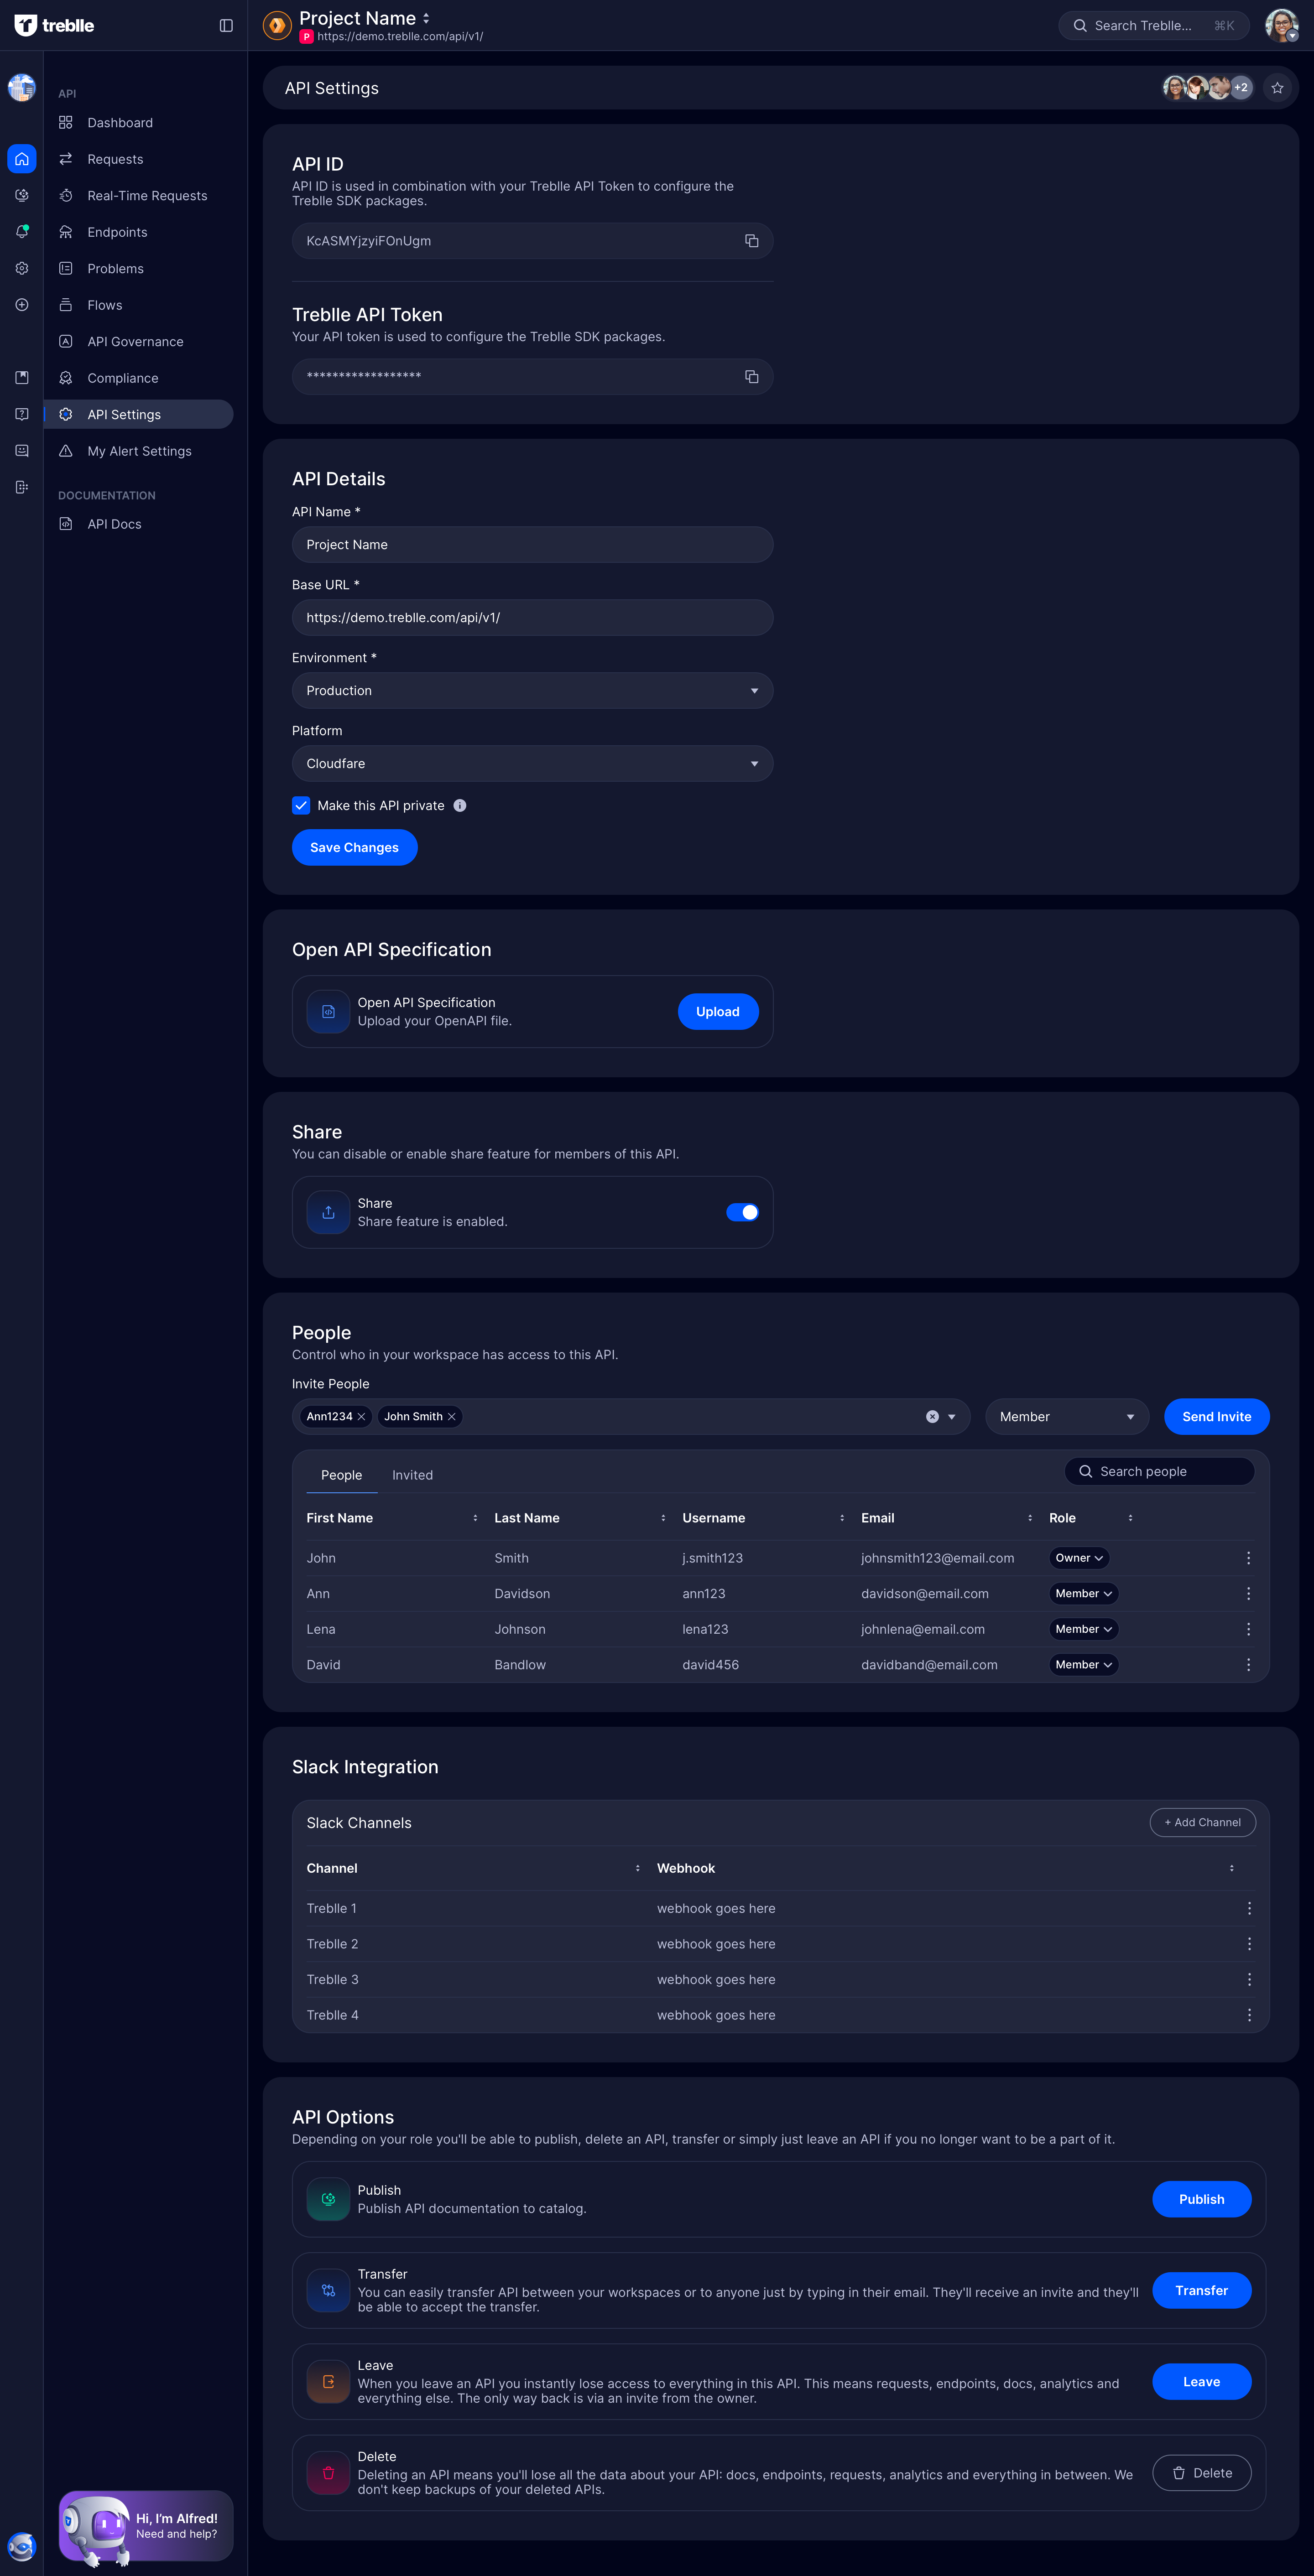 treblle
Project Name
P https://demo.treblle.com/api/v1/
Search Treblle... ⌘K
API
Dashboard
Requests
Real-Time Requests
Endpoints
Problems
Flows
API Governance
Compliance
API Settings
My Alert Settings
DOCUMENTATION
API Docs
Hi, I'm Alfred!
Need and help?
API Settings
+2
API ID
API ID is used in combination with your Treblle API Token to configure the
Treblle SDK packages.
KcASMYjzyiFOnUgm
Treblle API Token
Your API token is used to configure the Treblle SDK packages.
******************
API Details
API Name *
Project Name
Base URL *
https://demo.treblle.com/api/v1/
Environment *
Production
Platform
Cloudfare
Make this API private
Save Changes
Open API Specification
Open API Specification
Upload your OpenAPI file.
Upload
Share
You can disable or enable share feature for members of this API.
Share
Share feature is enabled.
People
Control who in your workspace has access to this API.
Invite People
Ann1234 John Smith Member Send Invite
People Invited Search people
First Name Last Name Username Email Role
John Smith j.smith123 johnsmith123@email.com Owner
Ann Davidson ann123 davidson@email.com Member
Lena Johnson lena123 johnlena@email.com Member
David Bandlow david456 davidband@email.com Member
Slack Integration
Slack Channels + Add Channel
Channel Webhook
Treblle 1 webhook goes here
Treblle 2 webhook goes here
Treblle 3 webhook goes here
Treblle 4 webhook goes here
API Options
Depending on your role you'll be able to publish, delete an API, transfer or simply just leave an API if you no longer want to be a part of it.
Publish
Publish API documentation to catalog.
Publish
Transfer
You can easily transfer API between your workspaces or to anyone just by typing in their email. They'll receive an invite and they'll
be able to accept the transfer.
Transfer
Leave
When you leave an API you instantly lose access to everything in this API. This means requests, endpoints, docs, analytics and
everything else. The only way back is via an invite from the owner.
Leave
Delete
Deleting an API means you'll lose all the data about your API: docs, endpoints, requests, analytics and everything in between. We
don't keep backups of your deleted APIs.
Delete